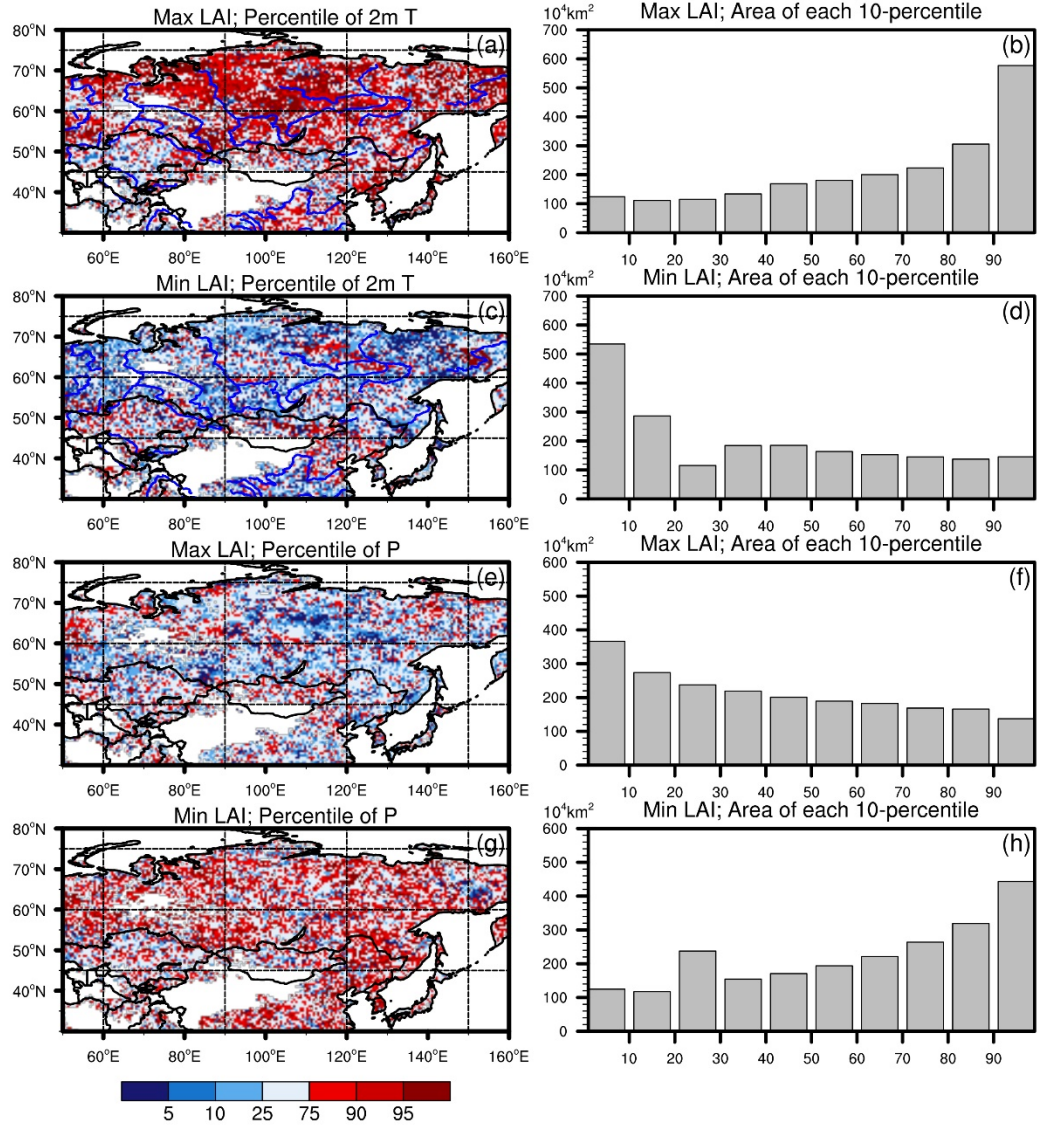 Max LAI; Percentile of 2m T
80°N
70°N
60°N
50°N
40°N
(a)
60°E 80°E 100°E 120°E 140°E 160°E
10⁴km² Max LAI; Area of each 10-percentile
700
600
500
400
300
200
100
0
(b)
10 20 30 40 50 60 70 80 90
Min LAI; Percentile of 2m T
80°N
70°N
60°N
50°N
40°N
(c)
60°E 80°E 100°E 120°E 140°E 160°E
10⁴km² Min LAI; Area of each 10-percentile
700
600
500
400
300
200
100
0
(d)
10 20 30 40 50 60 70 80 90
Max LAI; Percentile of P
80°N
70°N
60°N
50°N
40°N
(e)
60°E 80°E 100°E 120°E 140°E 160°E
10⁴km² Max LAI; Area of each 10-percentile
600
500
400
300
200
100
0
(f)
10 20 30 40 50 60 70 80 90
Min LAI; Percentile of P
80°N
70°N
60°N
50°N
40°N
(g)
60°E 80°E 100°E 120°E 140°E 160°E
10⁴km² Min LAI; Area of each 10-percentile
600
500
400
300
200
100
0
(h)
10 20 30 40 50 60 70 80 90
5 10 25 75 90 95